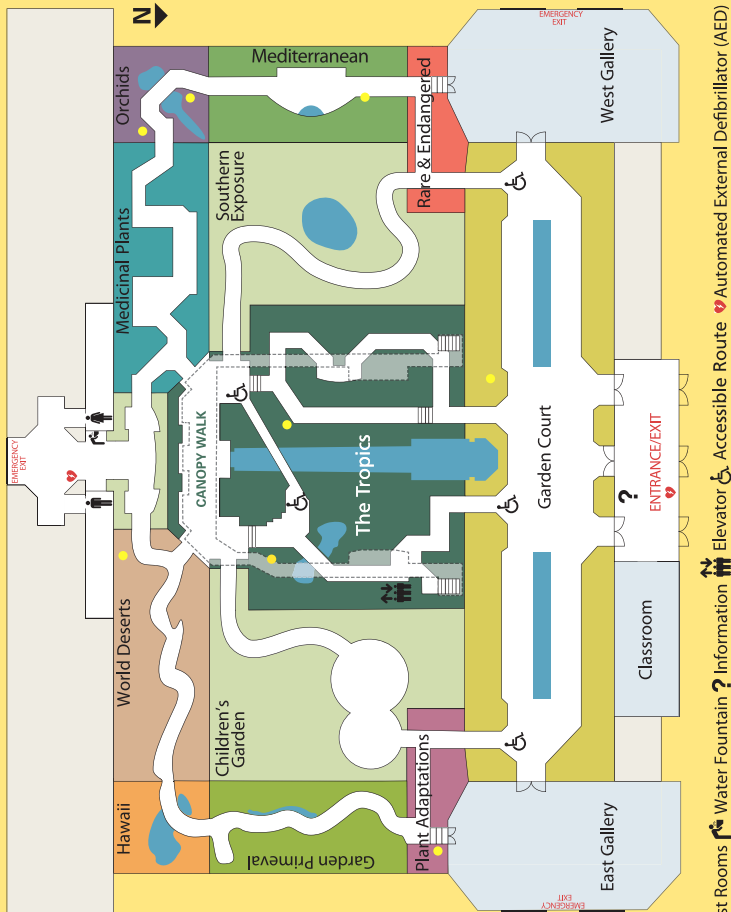 N
EMERGENCY
EXIT
Orchids
Mediterranean
Rare & Endangered
West Gallery
Medicinal Plants
Southern
Exposure
EMERGENCY
EXIT
CANOPY WALK
The Tropics
Garden Court
?
ENTRANCE/EXIT
World Deserts
Children's
Garden
Classroom
Hawaii
Garden Primeval
Plant Adaptations
East Gallery
EMERGENCY
EXIT
st Rooms Water Fountain ? Information Elevator Accessible Route Automated External Defibrillator (AED)